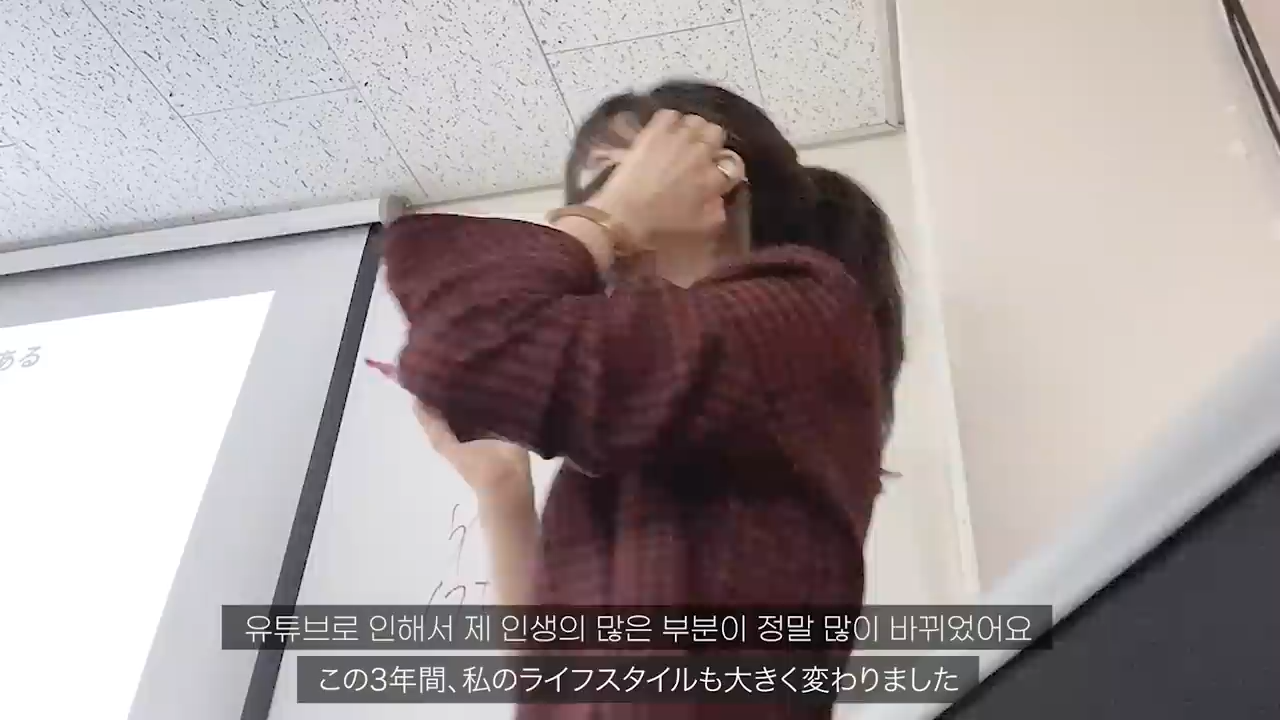 ある
유튜브로 인해서 제 인생의 많은 부분이 정말 많이 바뀌었어요
この3年間、私のライフスタイルも大きく変わりました